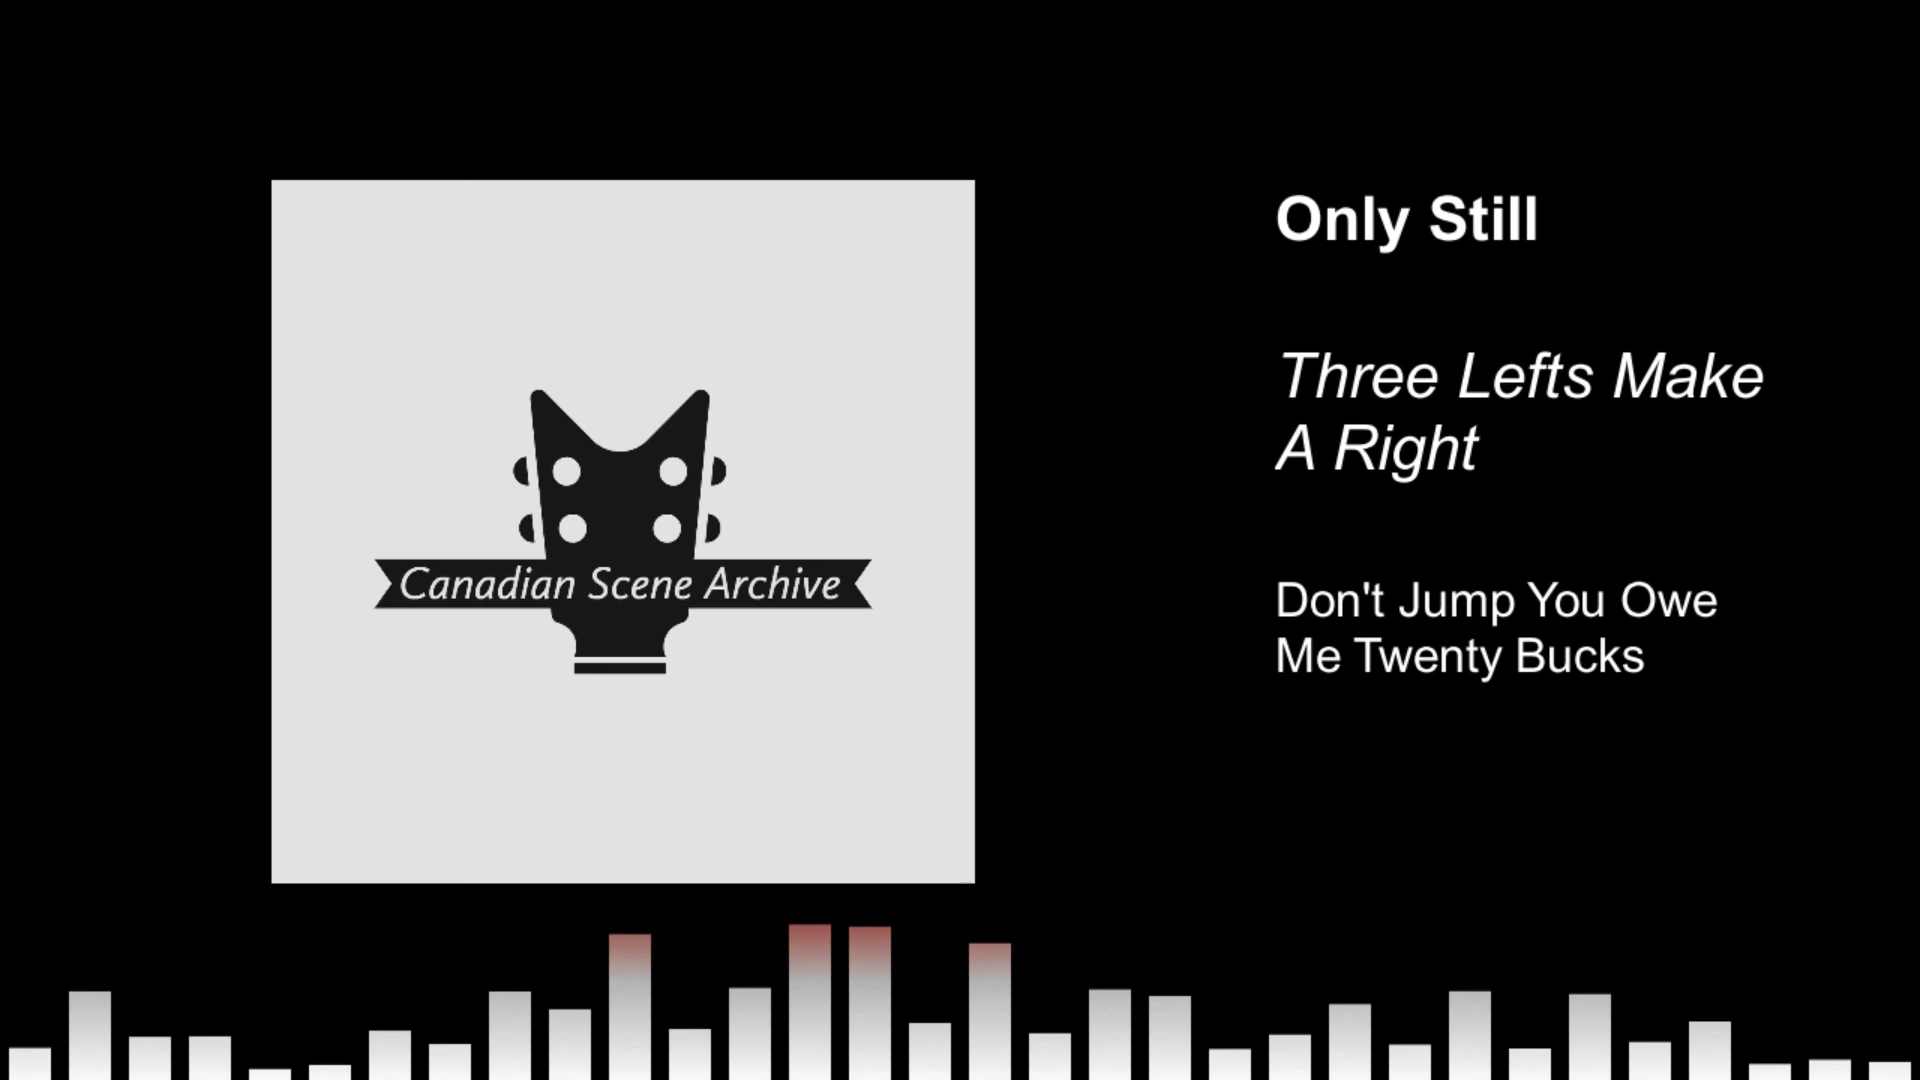 Canadian Scene Archive
Only Still
Three Lefts Make
A Right
Don't Jump You Owe
Me Twenty Bucks